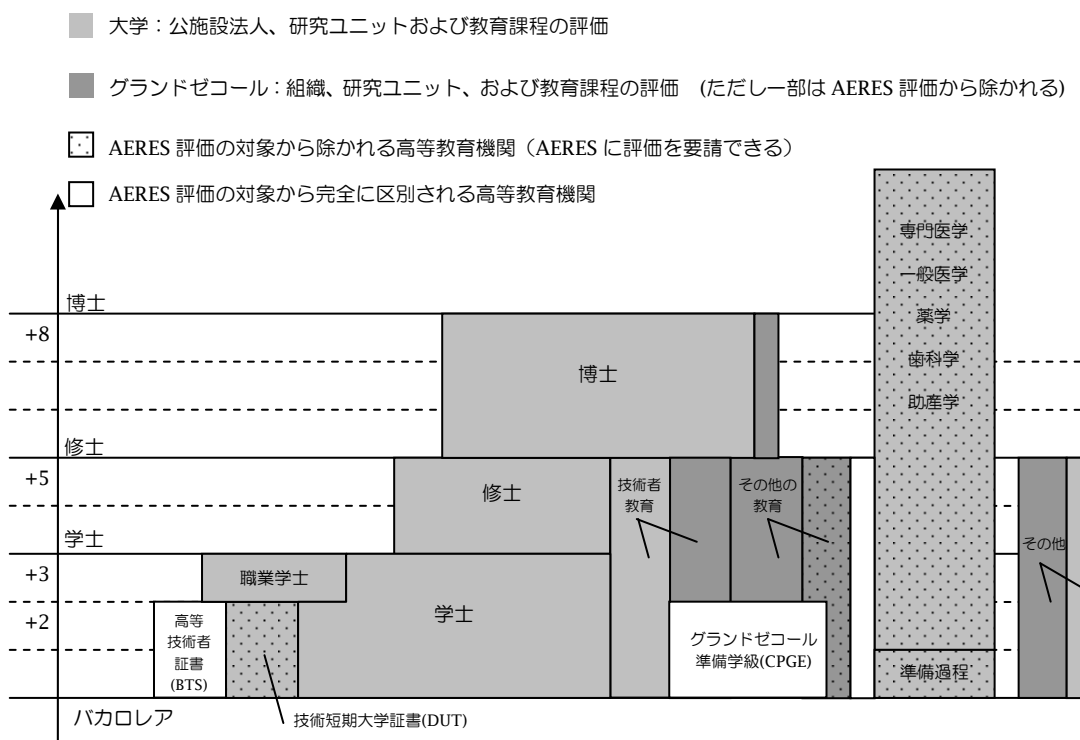 大学：公施設法人、研究ユニットおよび教育課程の評価
グランドゼコール：組織、研究ユニット、および教育課程の評価　(ただし一部は AERES 評価から除かれる)
AERES 評価の対象から除かれる高等教育機関（AERES に評価を要請できる）
AERES 評価の対象から完全に区別される高等教育機関
専門医学
一般医学
薬学
歯科学
助産学
博士
+8
博士
修士
+5
修士
技術者
教育
その他の
教育
学士
その他
+3
職業学士
+2
学士
高等
技術者
証書
(BTS)
グランドゼコール
準備学級(CPGE)
準備過程
バカロレア
技術短期大学証書(DUT)